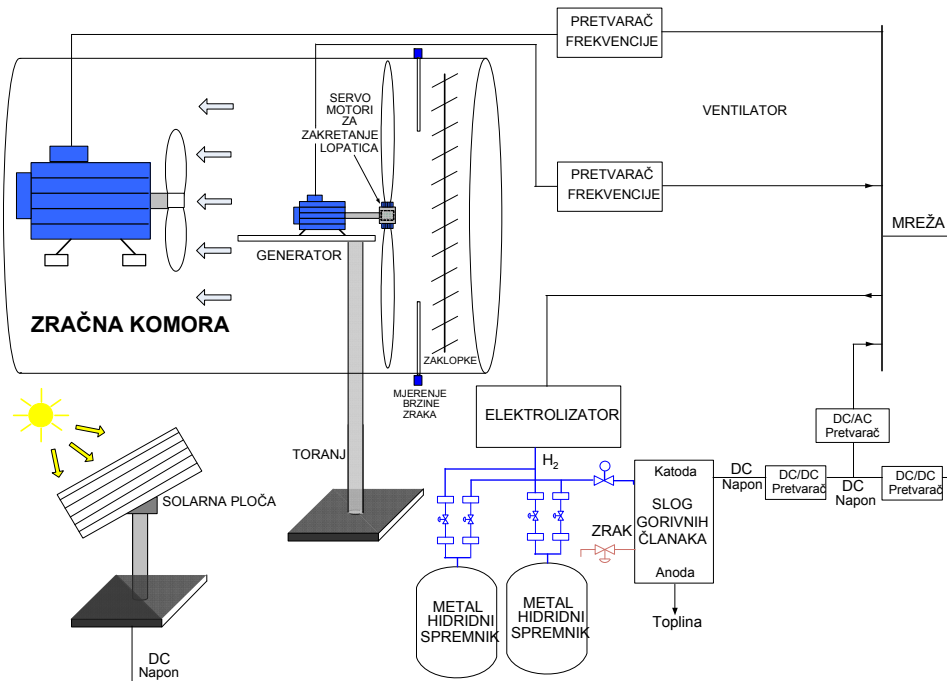 PRETVARAČ
FREKVENCIJE
SERVO
MOTORI
ZA
ZAKRETANJE
LOPATICA
VENTILATOR
PRETVARAČ
FREKVENCIJE
MREŽA
GENERATOR
ZRAČNA KOMORA
ZAKLOPKE
MJERENJE
BRZINE
ZRAKA
ELEKTROLIZATOR
DC/AC
Pretvarač
TORANJ
H2
SOLARNA PLOČA
Katoda
SLOG
GORIVNIH
ČLANAKA
Anoda
DC
Napon
DC/DC
Pretvarač
DC
Napon
DC/DC
Pretvarač
ZRAK
METAL
HIDRIDNI
SPREMNIK
METAL
HIDRIDNI
SPREMNIK
Toplina
DC
Napon